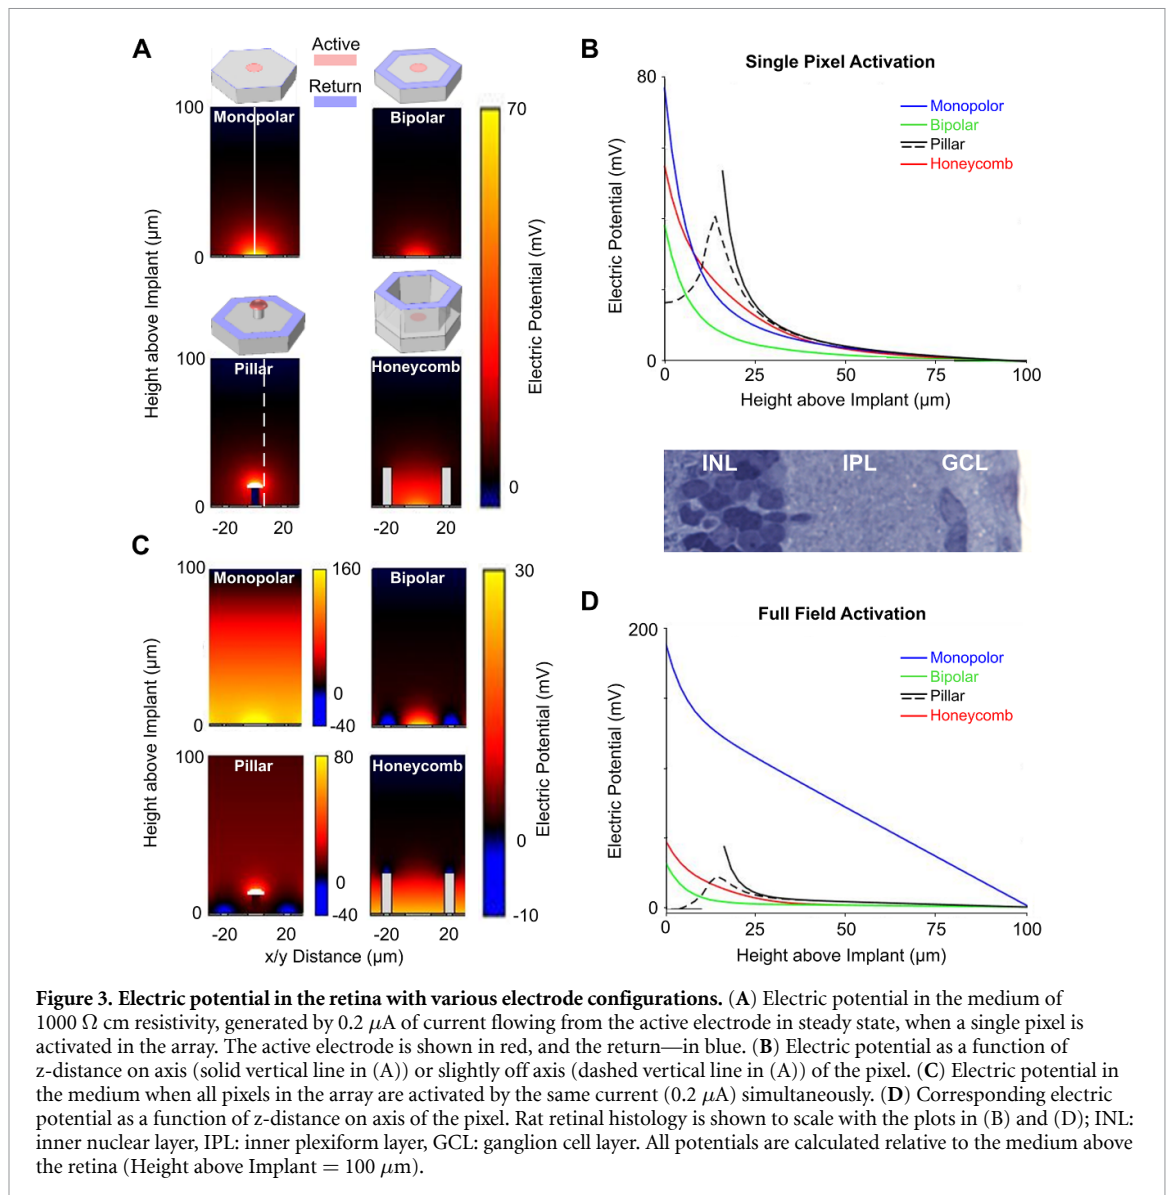 A
Active
Return
100
Monopolar
Bipolar
70
0
Height above Implant (µm)
Electric Potential (mV)
100
Pillar
Honeycomb
0
0
-20
20
-20
20
B
Single Pixel Activation
80
Monopolor
Bipolar
Pillar
Honeycomb
Electric Potential (mV)
0
0
25
50
75
100
Height above Implant (µm)
INL
IPL
GCL
C
100
Monopolar
160
Bipolar
30
0
0
-40
Height above Implant (µm)
Electric Potential (mV)
100
Pillar
80
Honeycomb
0
0
0
-40
-10
-20
20
-20
20
x/y Distance (µm)
D
Full Field Activation
200
Monopolor
Bipolar
Pillar
Honeycomb
Electric Potential (mV)
100
0
0
25
50
75
100
Height above Implant (µm)
Figure 3. Electric potential in the retina with various electrode configurations. (A) Electric potential in the medium of
1000 Ω cm resistivity, generated by 0.2 µA of current flowing from the active electrode in steady state, when a single pixel is
activated in the array. The active electrode is shown in red, and the return—in blue. (B) Electric potential as a function of
z-distance on axis (solid vertical line in (A)) or slightly off axis (dashed vertical line in (A)) of the pixel. (C) Electric potential in
the medium when all pixels in the array are activated by the same current (0.2 µA) simultaneously. (D) Corresponding electric
potential as a function of z-distance on axis of the pixel. Rat retinal histology is shown to scale with the plots in (B) and (D); INL:
inner nuclear layer, IPL: inner plexiform layer, GCL: ganglion cell layer. All potentials are calculated relative to the medium above
the retina (Height above Implant = 100 µm).